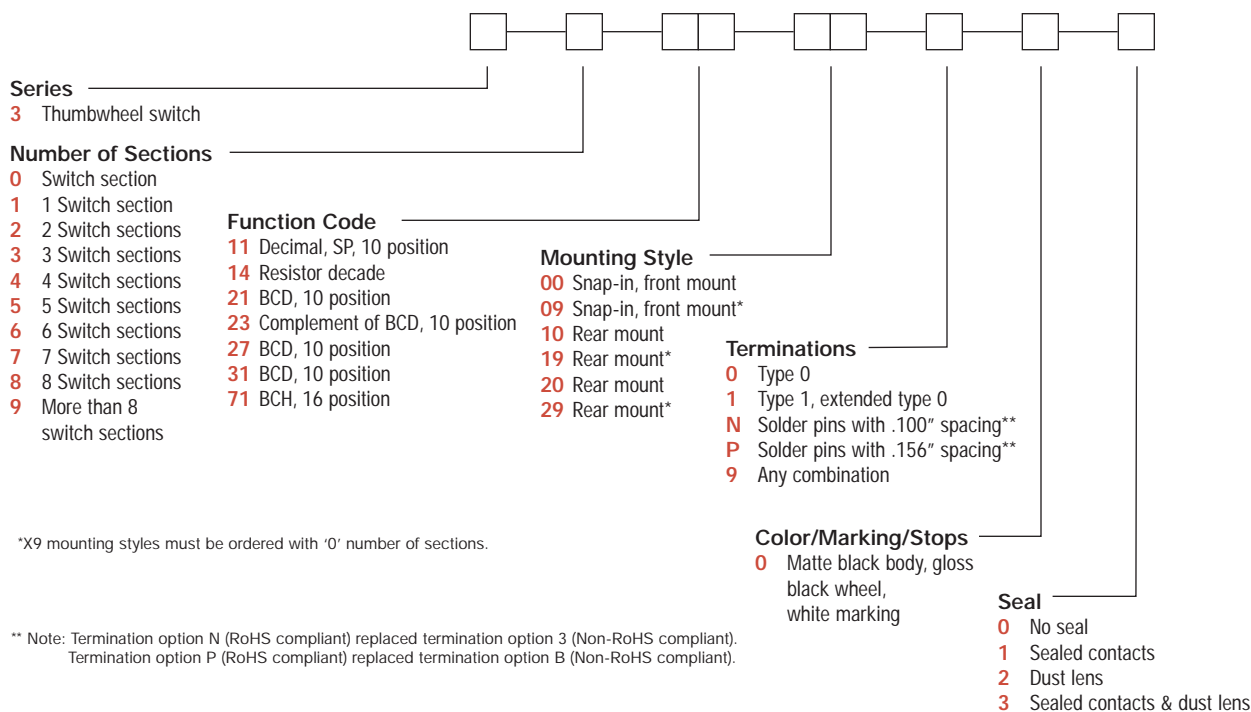 Series
3 Thumbwheel switch
Number of Sections
0 Switch section
1 1 Switch section
2 2 Switch sections
3 3 Switch sections
4 4 Switch sections
5 5 Switch sections
6 6 Switch sections
7 7 Switch sections
8 8 Switch sections
9 More than 8
switch sections
Function Code
11 Decimal, SP, 10 position
14 Resistor decade
21 BCD, 10 position
23 Complement of BCD, 10 position
27 BCD, 10 position
31 BCD, 10 position
71 BCH, 16 position
Mounting Style
00 Snap-in, front mount
09 Snap-in, front mount*
10 Rear mount
19 Rear mount*
20 Rear mount
29 Rear mount*
Terminations
0 Type 0
1 Type 1, extended type 0
N Solder pins with .100" spacing**
P Solder pins with .156" spacing**
9 Any combination
*X9 mounting styles must be ordered with ‘0’ number of sections.
Color/Marking/Stops
0 Matte black body, gloss
black wheel,
white marking
** Note: Termination option N (RoHS compliant) replaced termination option 3 (Non-RoHS compliant).
Termination option P (RoHS compliant) replaced termination option B (Non-RoHS compliant).
Seal
0 No seal
1 Sealed contacts
2 Dust lens
3 Sealed contacts & dust lens